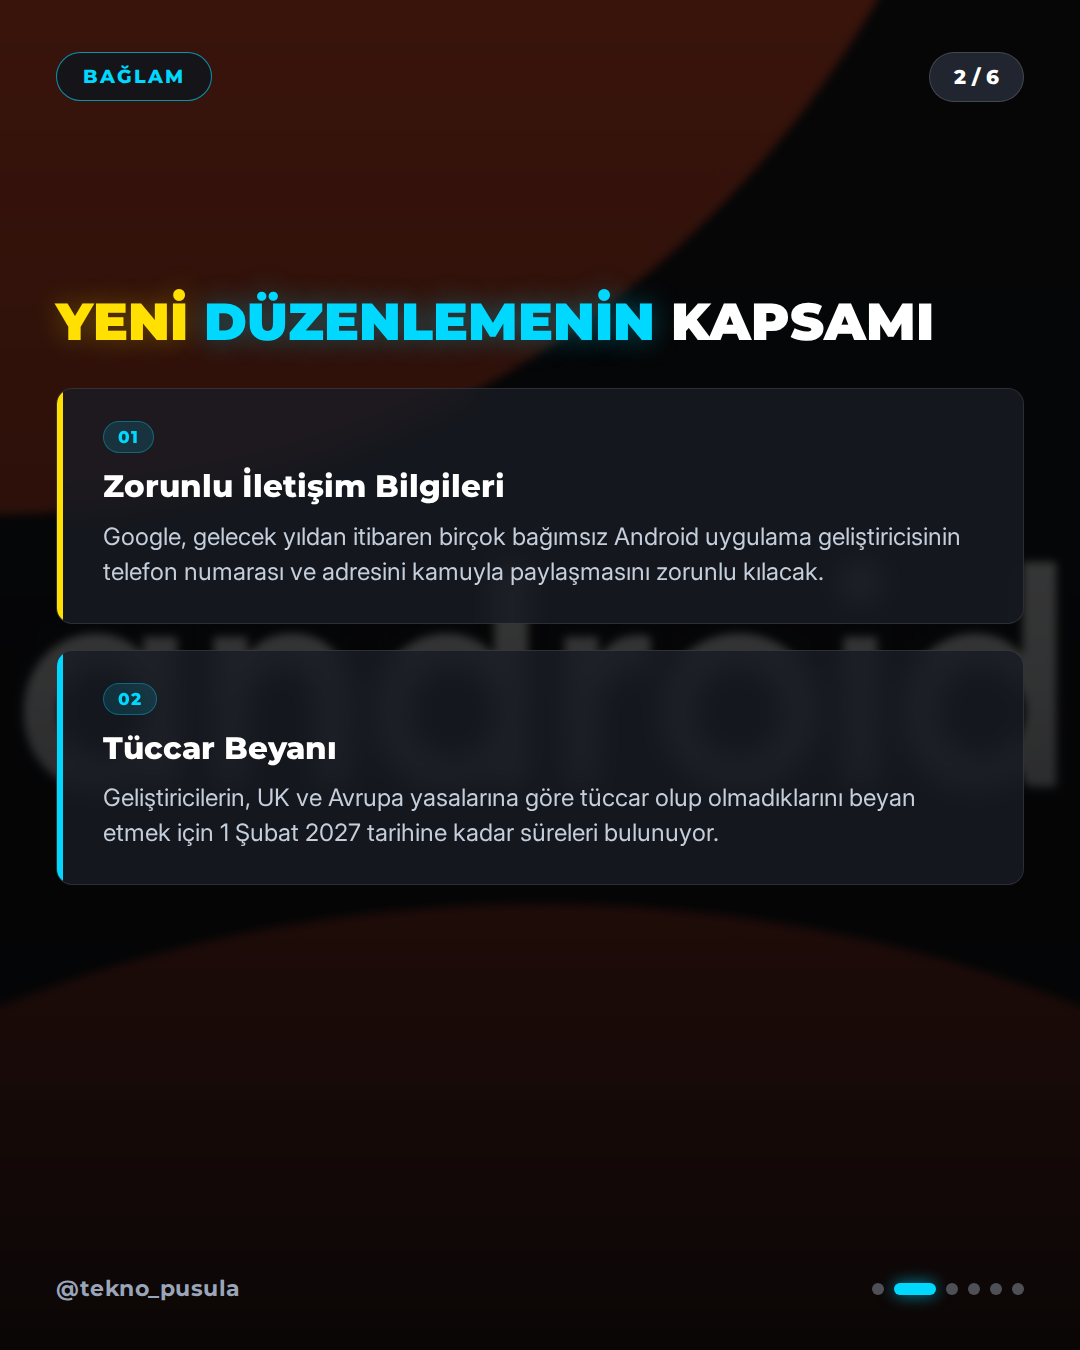 BAĞLAM
2 / 6
YENİ DÜZENLEMENİN KAPSAMI
01
Zorunlu İletişim Bilgileri
Google, gelecek yıldan itibaren birçok bağımsız Android uygulama geliştiricisinin
telefon numarası ve adresini kamuyla paylaşmasını zorunlu kılacak.
android
02
Tüccar Beyanı
Geliştiricilerin, UK ve Avrupa yasalarına göre tüccar olup olmadıklarını beyan
etmek için 1 Şubat 2027 tarihine kadar süreleri bulunuyor.
@tekno_pusula